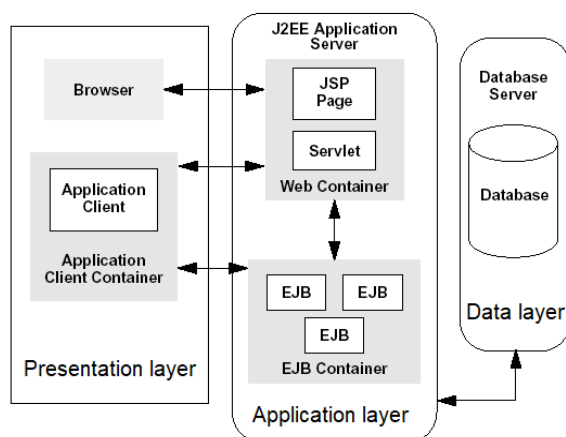 Browser
Application
Client
Application
Client Container
Presentation layer
J2EE Application
Server
JSP
Page
Servlet
Web Container
EJB
EJB
EJB
EJB Container
Application layer
Database
Server
Database
Data layer